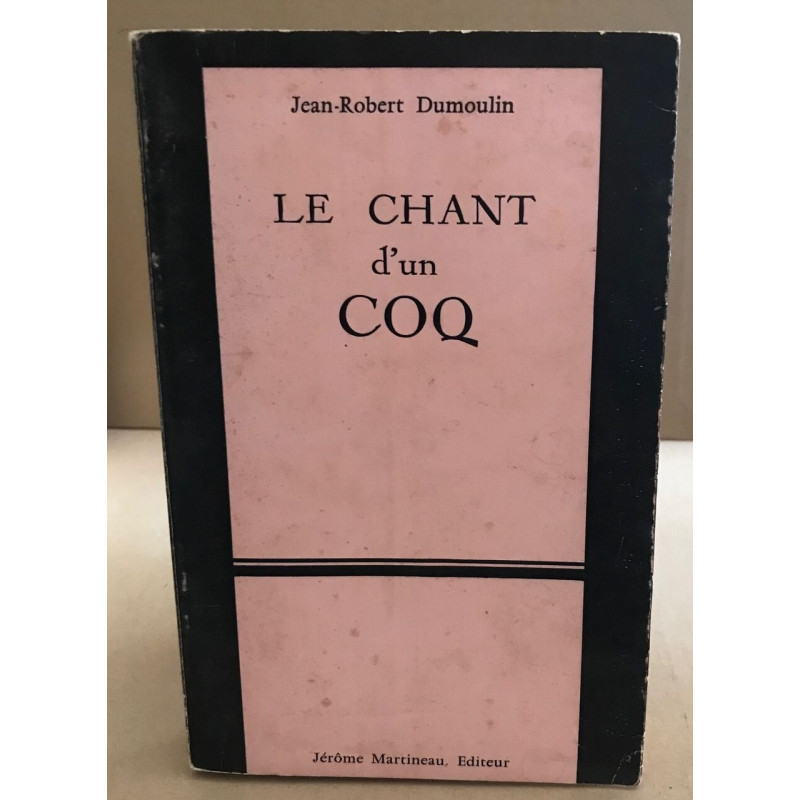 Jean-Robert Dumoulin
LE CHANT
d'un
COQ
Jérôme Martineau, Editeur